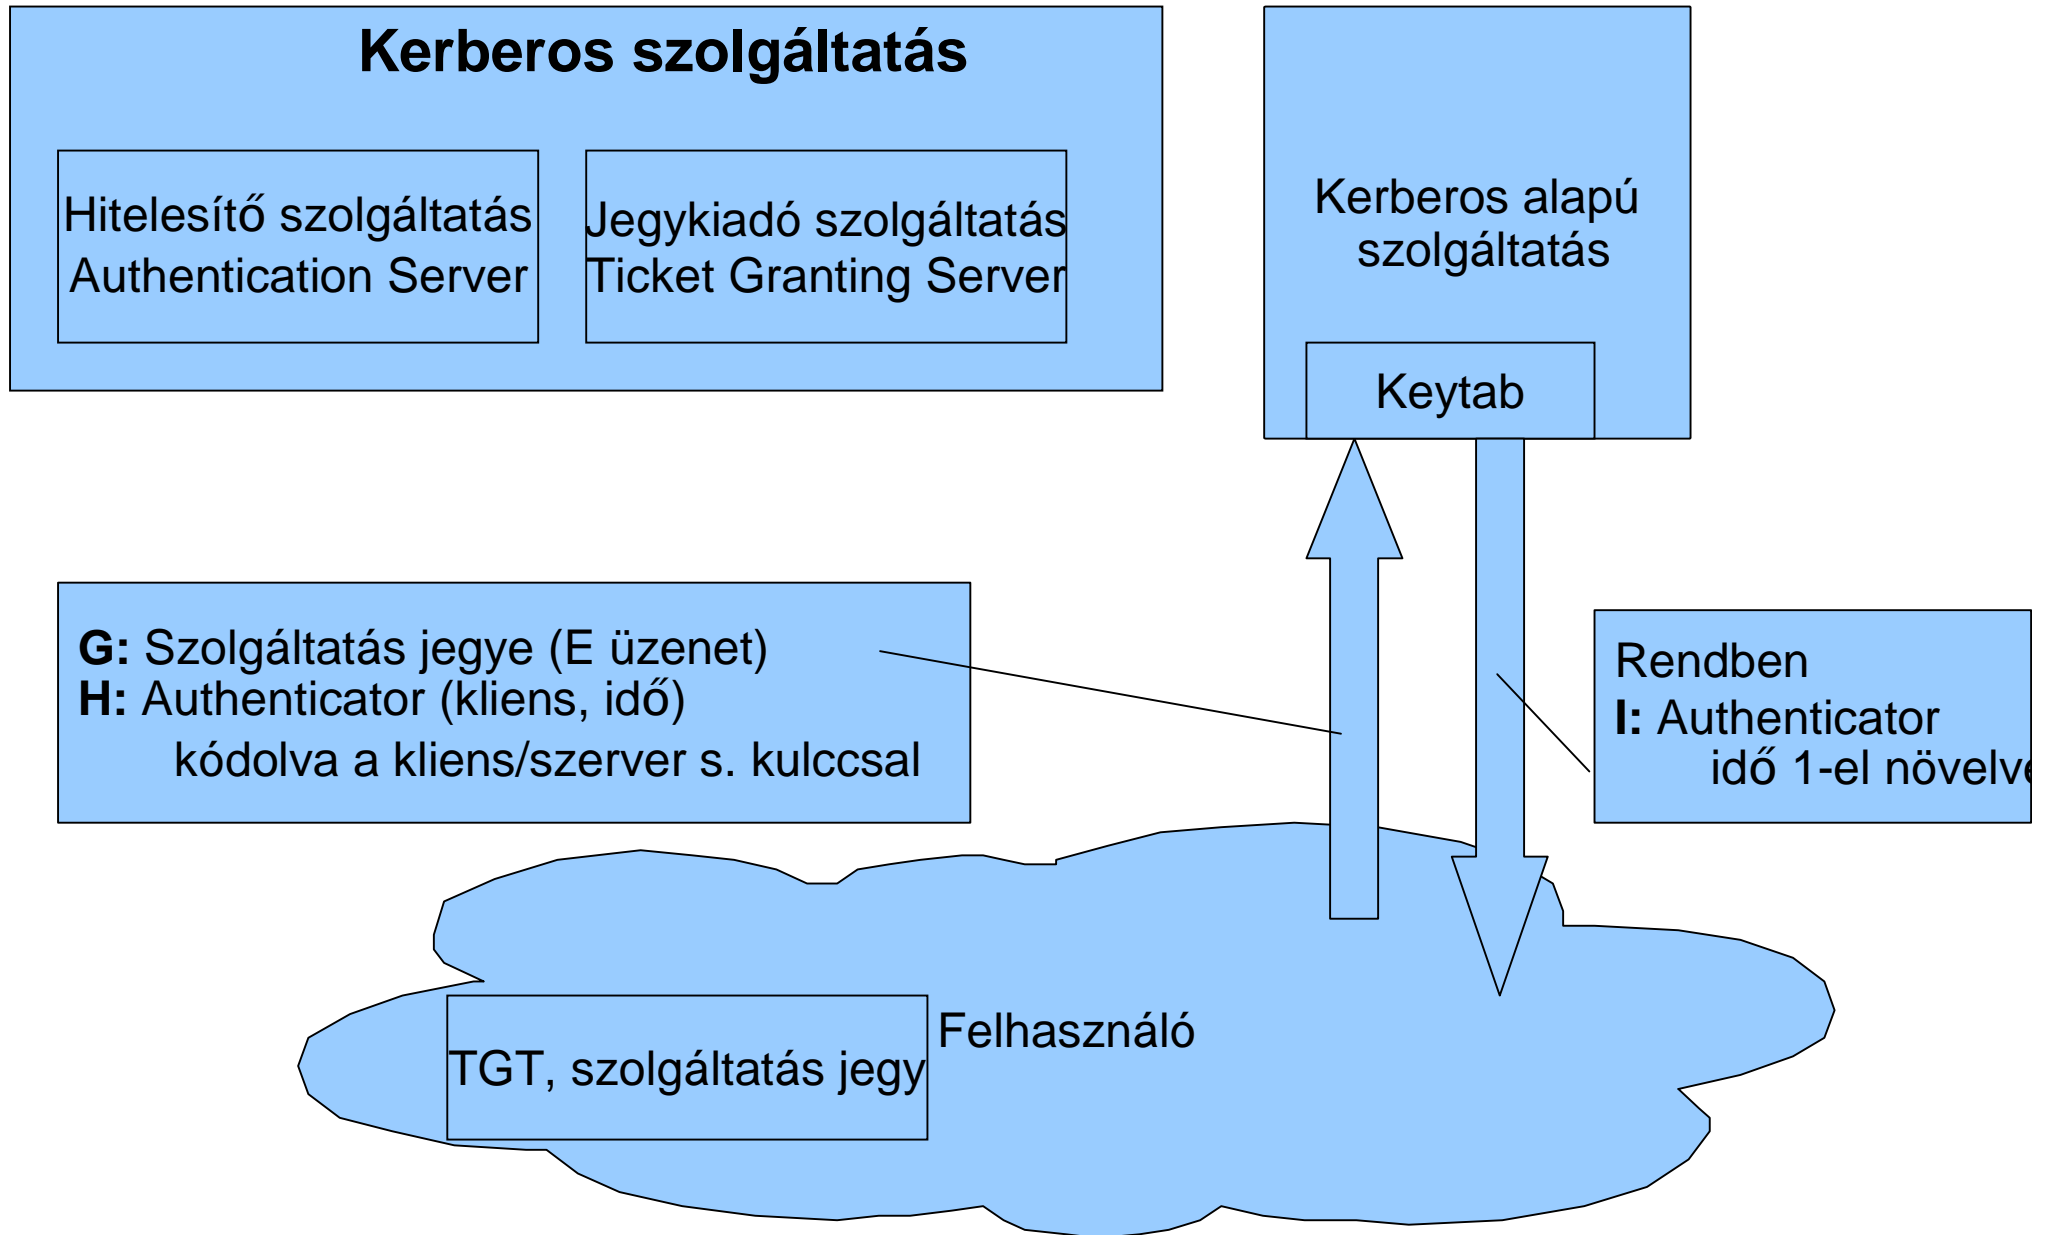 Kerberos szolgáltatás
Hitelesítő szolgáltatás
Authentication Server
Jegykiadó szolgáltatás
Ticket Granting Server
Kerberos alapú
szolgáltatás
Keytab
G: Szolgáltatás jegye (E üzenet)
H: Authenticator (kliens, idő)
kódolva a kliens/szerver s. kulccsal
Rendben
I: Authenticator
idő 1-el növelve
Felhasználó
TGT, szolgáltatás jegy